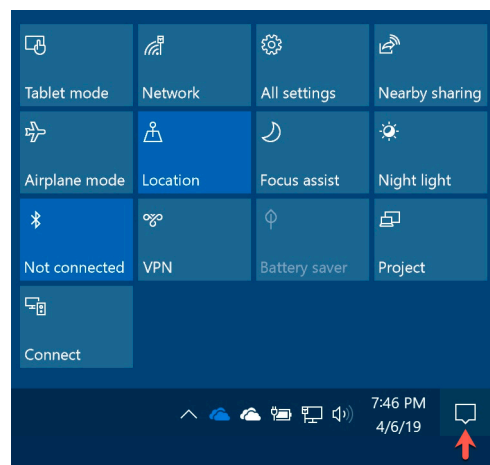 Tablet mode
Network
All settings
Nearby sharing
Airplane mode
Location
Focus assist
Night light
Not connected
VPN
Battery saver
Project
Connect
7:46 PM
4/6/19